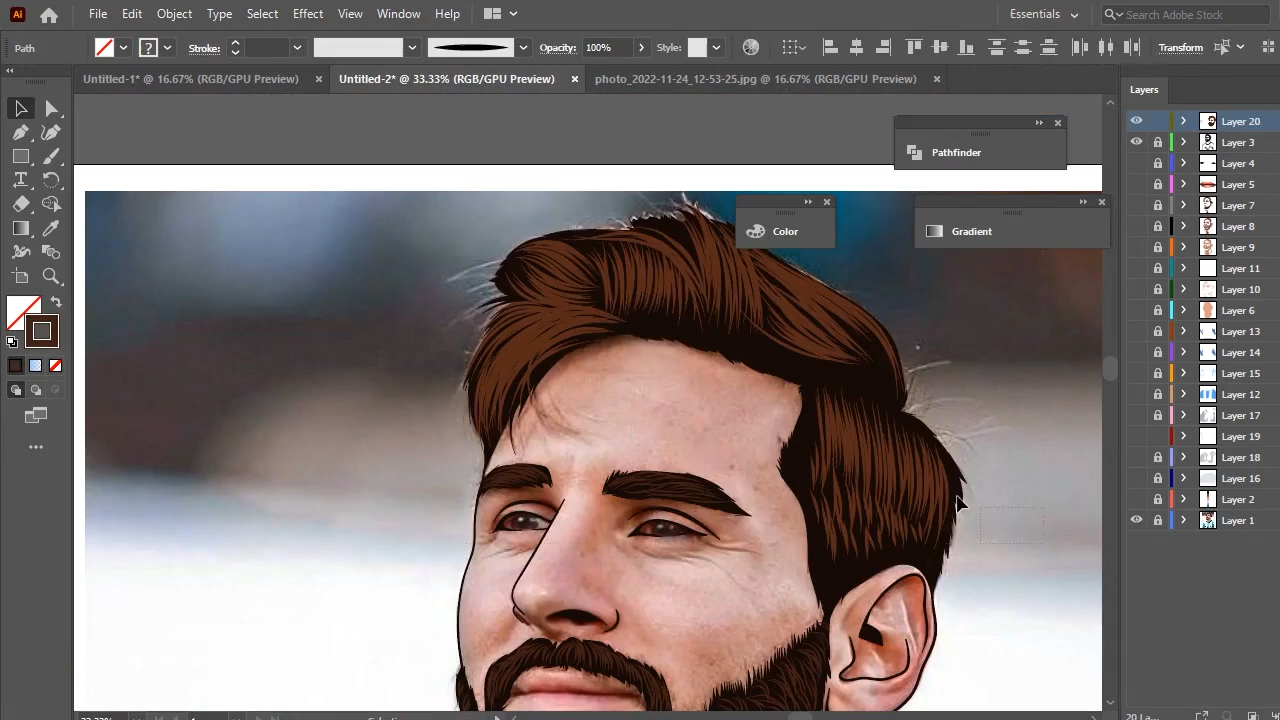 Ai File Edit Object Type Select Effect View Window Help Essentials Search Adobe Stock
Path ? Stroke: Opacity: 100% Style: Transform
Untitled-1* @ 16.67% (RGB/GPU Preview) × Untitled-2* @ 33.33% (RGB/GPU Preview) × photo_2022-11-24_12-53-25.jpg @ 16.67% (RGB/GPU Preview) ×
Layers
Layer 20
Layer 3
Layer 4
Layer 5
Layer 7
Layer 8
Layer 9
Layer 11
Layer 10
Layer 6
Layer 13
Layer 14
Layer 15
Layer 12
Layer 17
Layer 19
Layer 18
Layer 16
Layer 2
Layer 1
Pathfinder
Color
Gradient